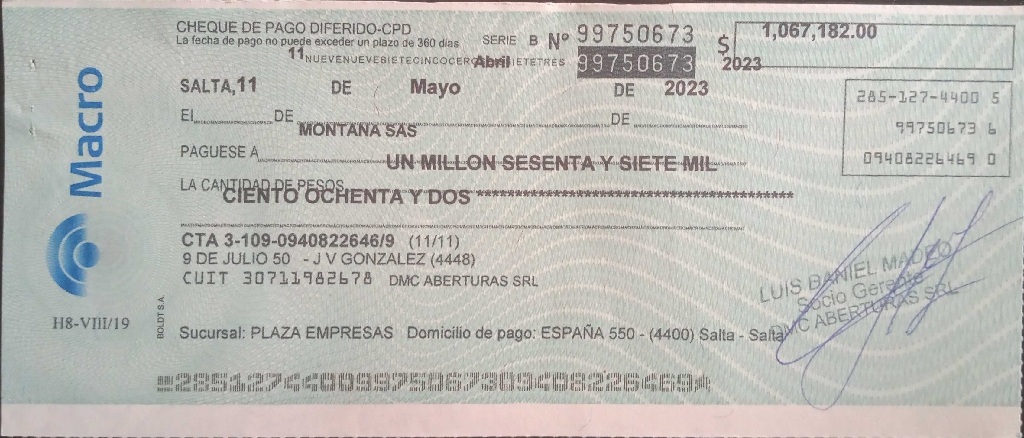 CHEQUE DE PAGO DIFERIDO-CPD
La fecha de pago no puede exceder un plazo de 360 días
SERIE B Nº 99750673
$ 1,067,182.00
99750673
11 Abril 2023
SALTA, 11 DE Mayo DE 2023
285-127-4400 5
99750673 6
09408226469 0
El DE DE
MONTANA SAS
PAGUESE A
UN MILLON SESENTA Y SIETE MIL
LA CANTIDAD DE PESOS
CIENTO OCHENTA Y DOS ****************************************
CTA 3-109-0940822646/9 (11/11)
9 DE JULIO 50 - J V GONZALEZ (4448)
CUIT 30711982678 DMC ABERTURAS SRL
LUIS DANIEL MADEO
Socio Gerente
DMC ABERTURAS SRL
Sucursal: PLAZA EMPRESAS Domicilio de pago: ESPAÑA 550 - (4400) Salta - Salta
Macro
H8-VIII/19
BOLDT S.A.